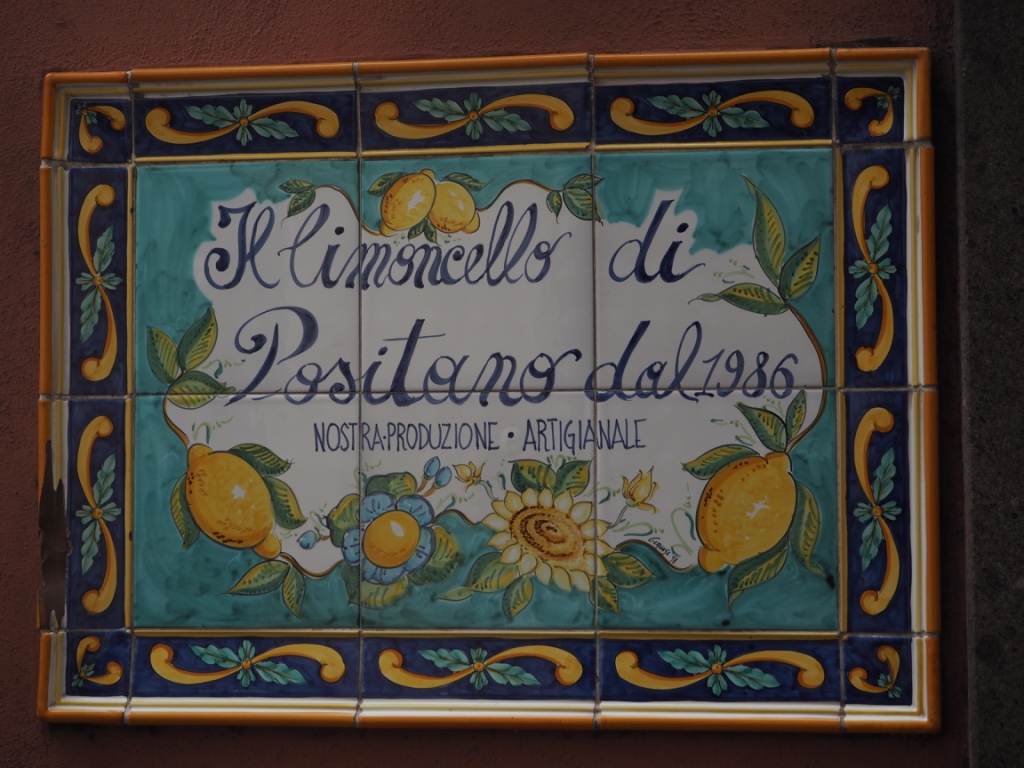 Il limoncello di
Positano dal 1986
NOSTRA·PRODUZIONE · ARTIGIANALE